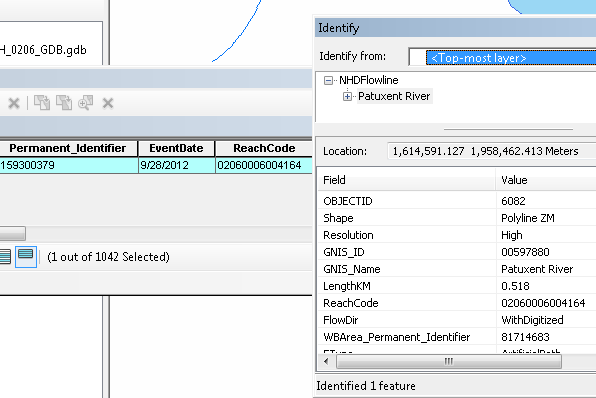 H_0206_GDB.gdb
Permanent_Identifier EventDate ReachCode
159300379 9/28/2012 02060006004164
(1 out of 1042 Selected)
Identify
Identify from: <Top-most layer>
NHDFlowline
Patuxent River
Location: 1,614,591.127 1,958,462.413 Meters
Field Value
OBJECTID 6082
Shape Polyline ZM
Resolution High
GNIS_ID 00597880
GNIS_Name Patuxent River
LengthKM 0.518
ReachCode 02060006004164
FlowDir WithDigitized
WBArea_Permanent_Identifier 81714683
FType ArtificialPath
Identified 1 feature